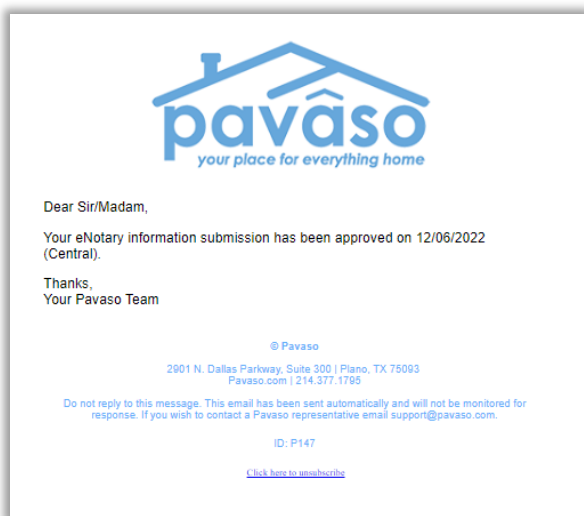 pavâso
your place for everything home
Dear Sir/Madam,
Your eNotary information submission has been approved on 12/06/2022
(Central).
Thanks,
Your Pavaso Team
© Pavaso
2901 N. Dallas Parkway, Suite 300 | Plano, TX 75093
Pavaso.com | 214.377.1795
Do not reply to this message. This email has been sent automatically and will not be monitored for
response. If you wish to contact a Pavaso representative email support@pavaso.com.
ID: P147
Click here to unsubscribe